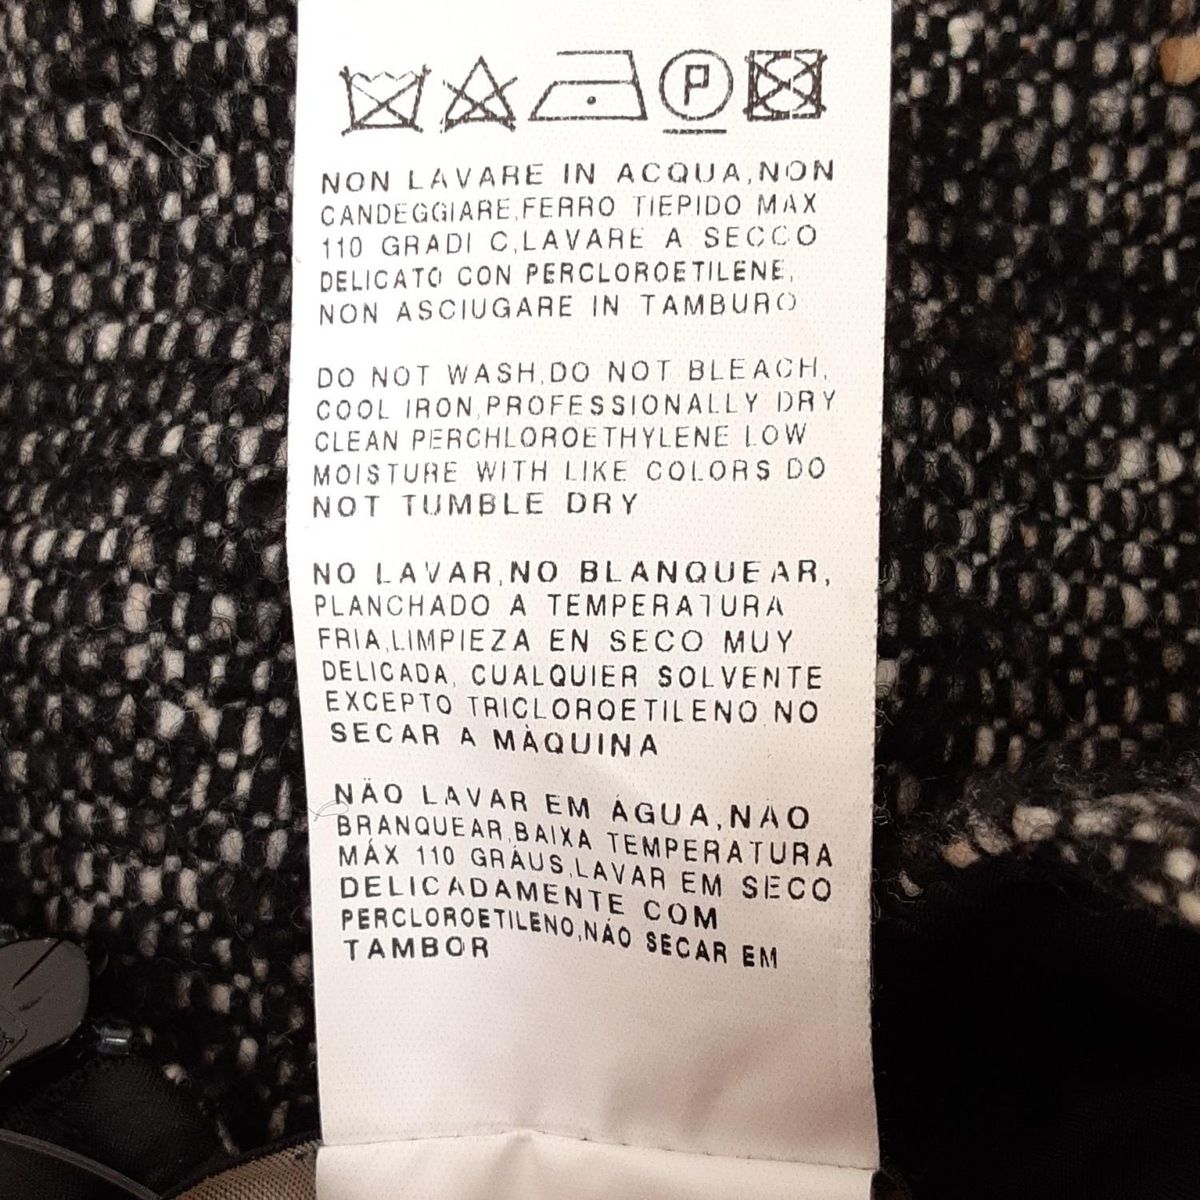 P
NON LAVARE IN ACQUA,NON
CANDEGGIARE,FERRO TIEPIDO MAX
110 GRADI C,LAVARE A SECCO
DELICATO CON PERCLOROETILENE,
NON ASCIUGARE IN TAMBURO
DO NOT WASH,DO NOT BLEACH,
COOL IRON,PROFESSIONALLY DRY
CLEAN PERCHLOROETHYLENE LOW
MOISTURE WITH LIKE COLORS DO
NOT TUMBLE DRY
NO LAVAR,NO BLANQUEAR,
PLANCHADO A TEMPERATURA
FRIA,LIMPIEZA EN SECO MUY
DELICADA, CUALQUIER SOLVENTE
EXCEPTO TRICLOROETILENO NO
SECAR A MÀQUINA
NÃO LAVAR EM ÁGUA,NÃO
BRANQUEAR,BAIXA TEMPERATURA
MÁX 110 GRÁUS,LAVAR EM SECO
DELICADAMENTE COM
PERCLOROETILENO,NÃO SECAR EM
TAMBOR